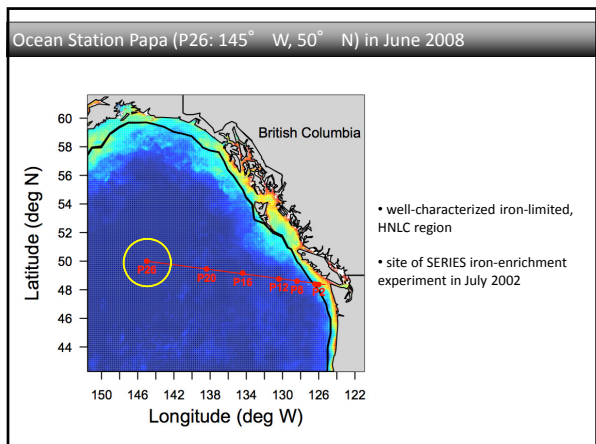 Ocean Station Papa (P26: 145° W, 50° N) in June 2008
British Columbia
Latitude (deg N)
60
58
56
54
52
50
48
46
44
P26
P20
P16
P12
150
146
142
138
134
130
126
122
Longitude (deg W)
• well-characterized iron-limited,
HNLC region
• site of SERIES iron-enrichment
experiment in July 2002